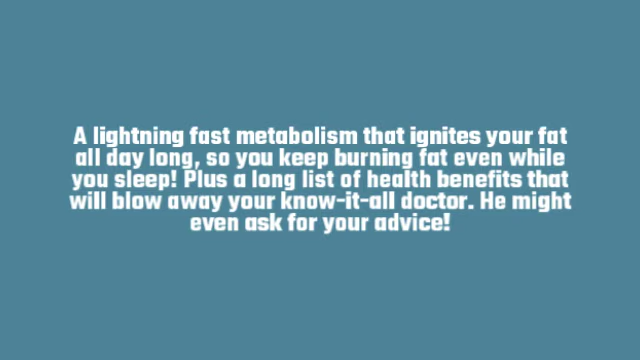 A lightning fast metabolism that ignites your fat
all day long, so you keep burning fat even while
you sleep! Plus a long list of health benefits that
will blow away your know-it-all doctor. He might
even ask for your advice!